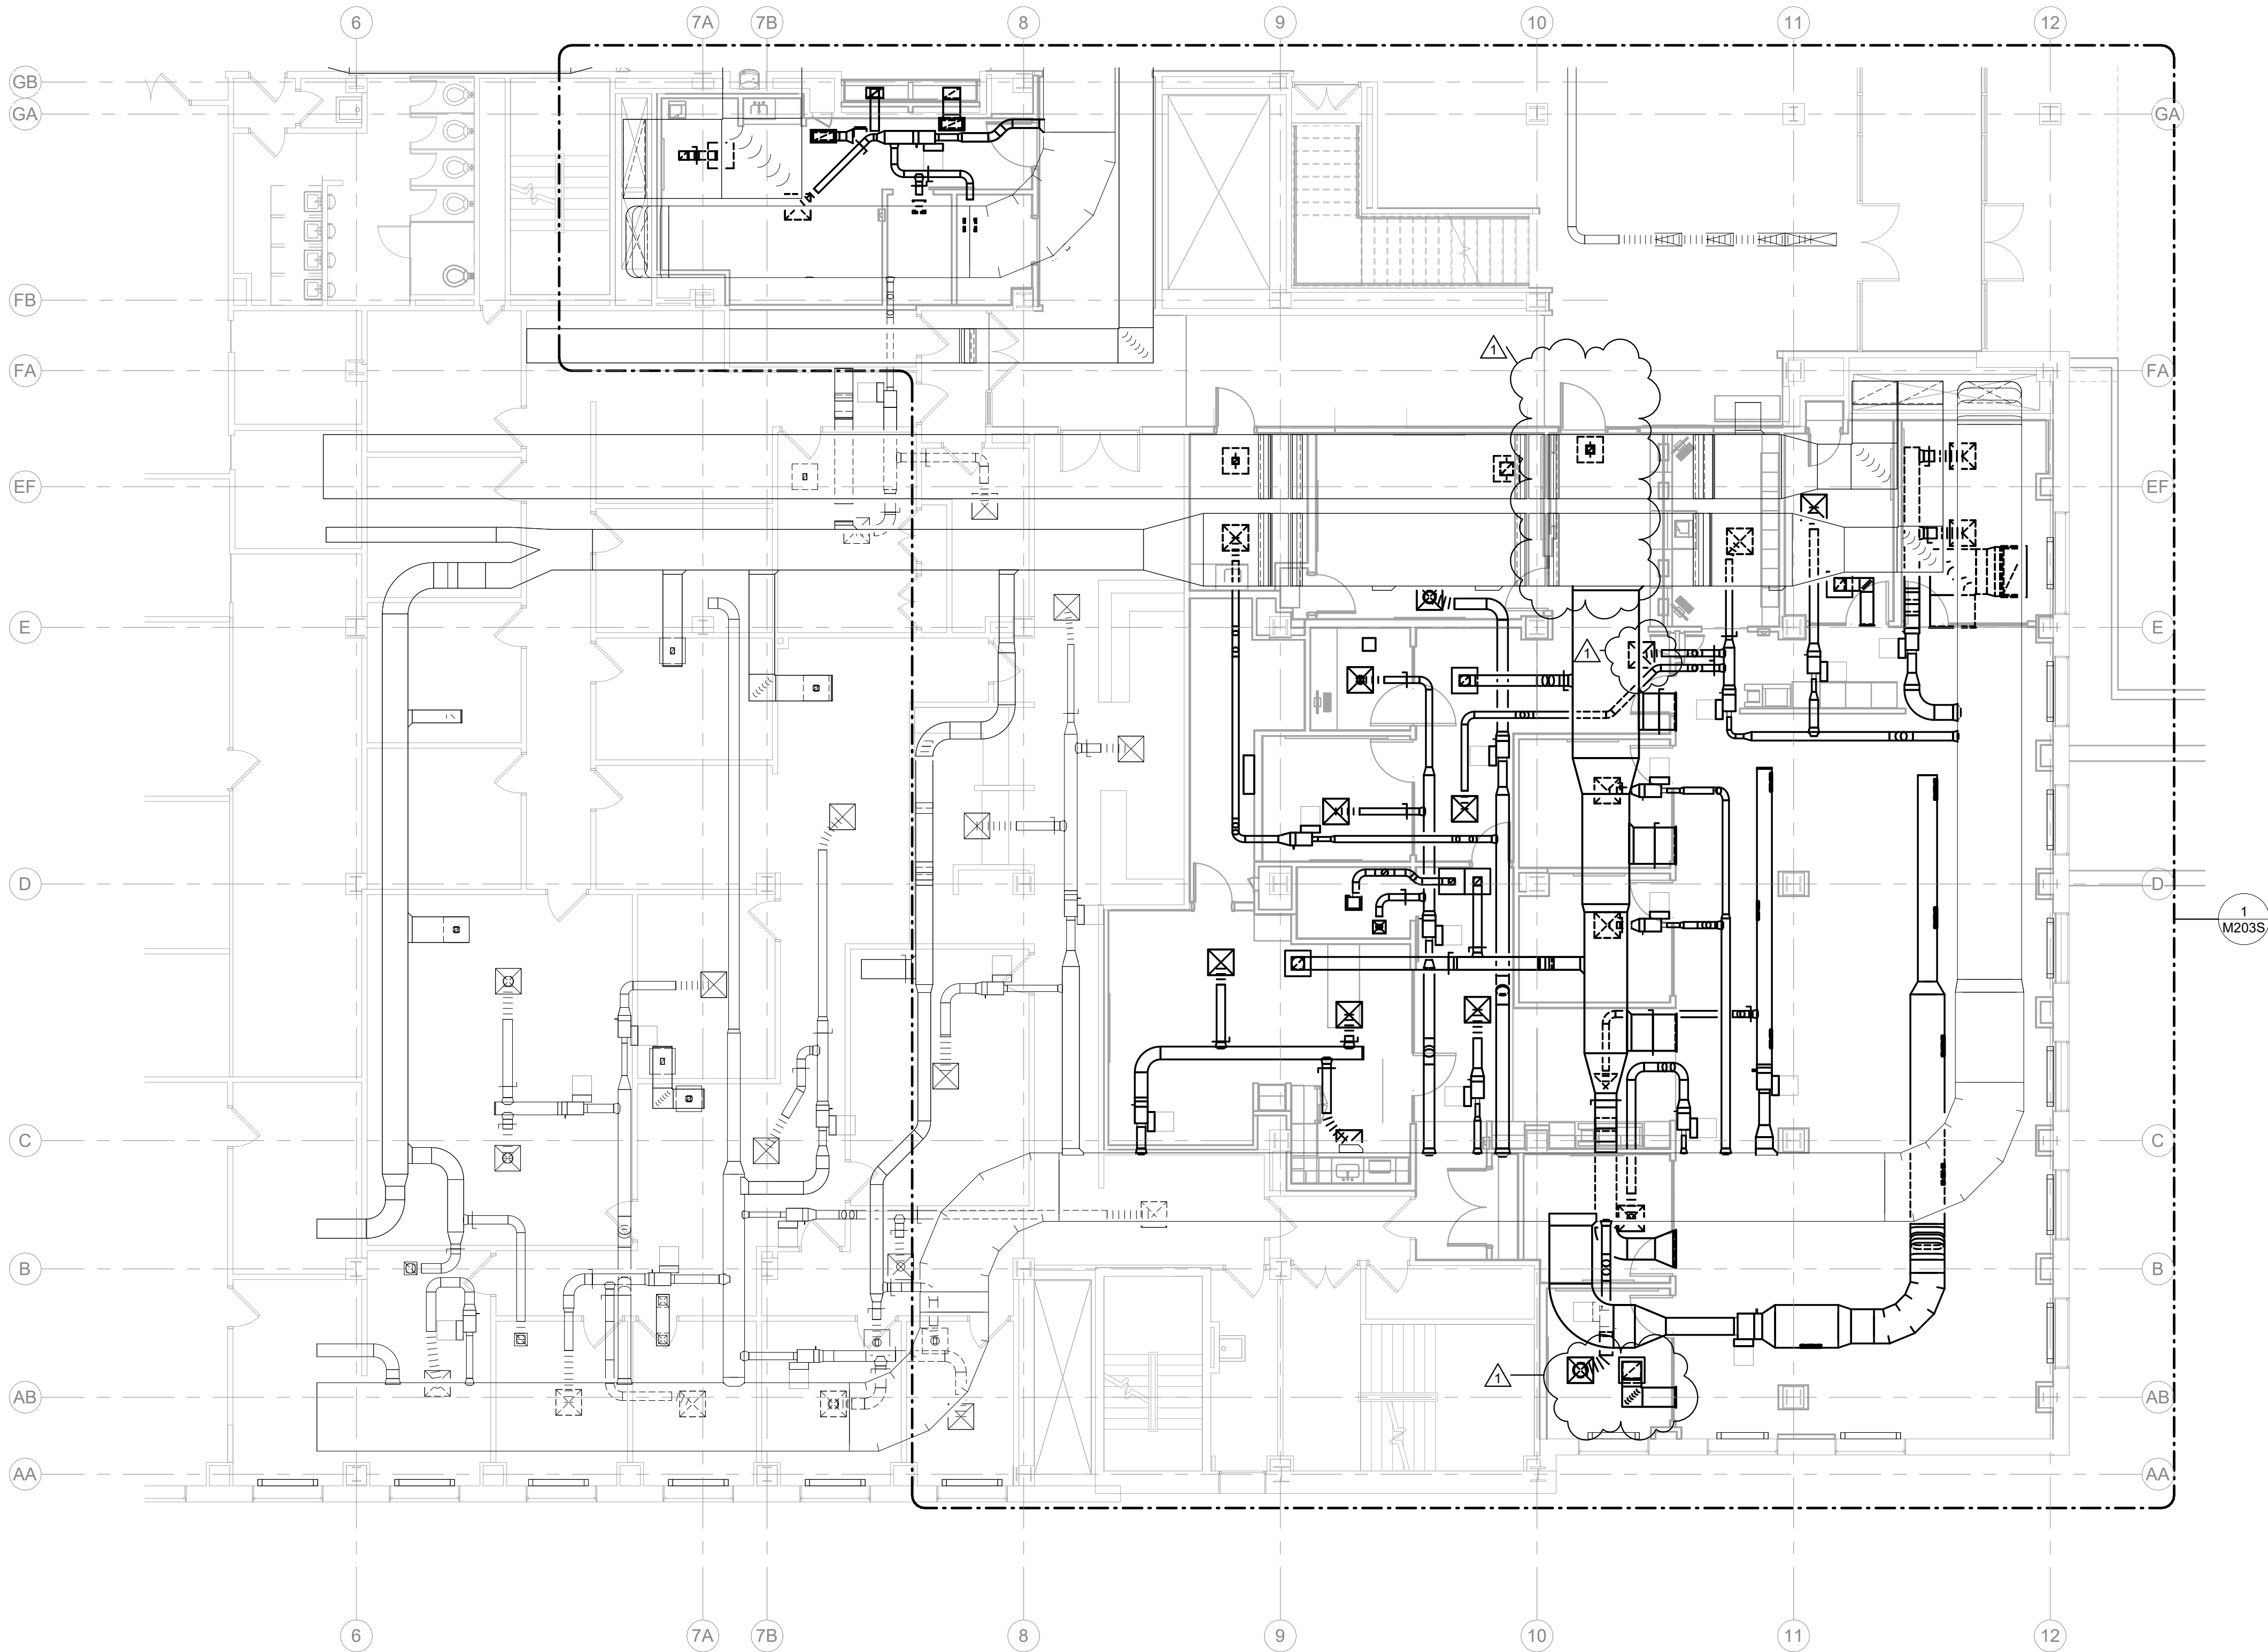 6 7A 7B 8 9 10 11 12
GB
GA GA
FB
1
FA FA
EF EF
E E
1
D D
1
M203S
C C
B B
1
AB AB
AA AA
6 7A 7B 8 9 10 11 12